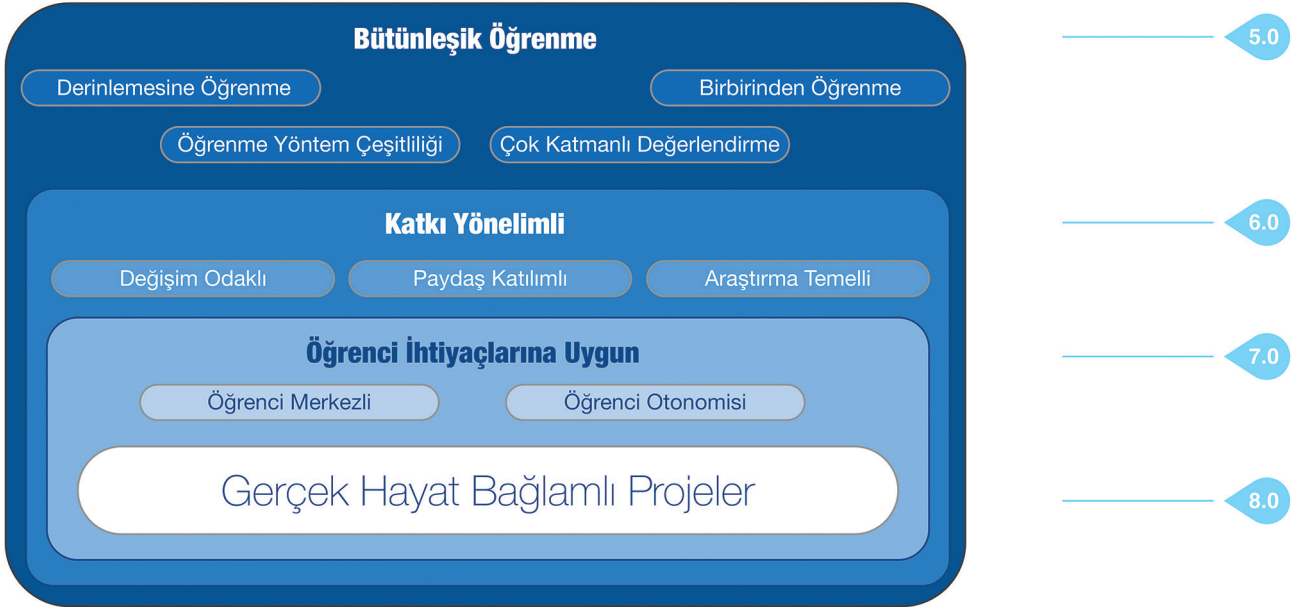 Bütünleşik Öğrenme
5.0
Derinlemesine Öğrenme
Birbirinden Öğrenme
Öğrenme Yöntem Çeşitliliği
Çok Katmanlı Değerlendirme
Katkı Yönelimli
6.0
Değişim Odaklı
Paydaş Katılımlı
Araştırma Temelli
Öğrenci İhtiyaçlarına Uygun
7.0
Öğrenci Merkezli
Öğrenci Otonomisi
Gerçek Hayat Bağlamlı Projeler
8.0